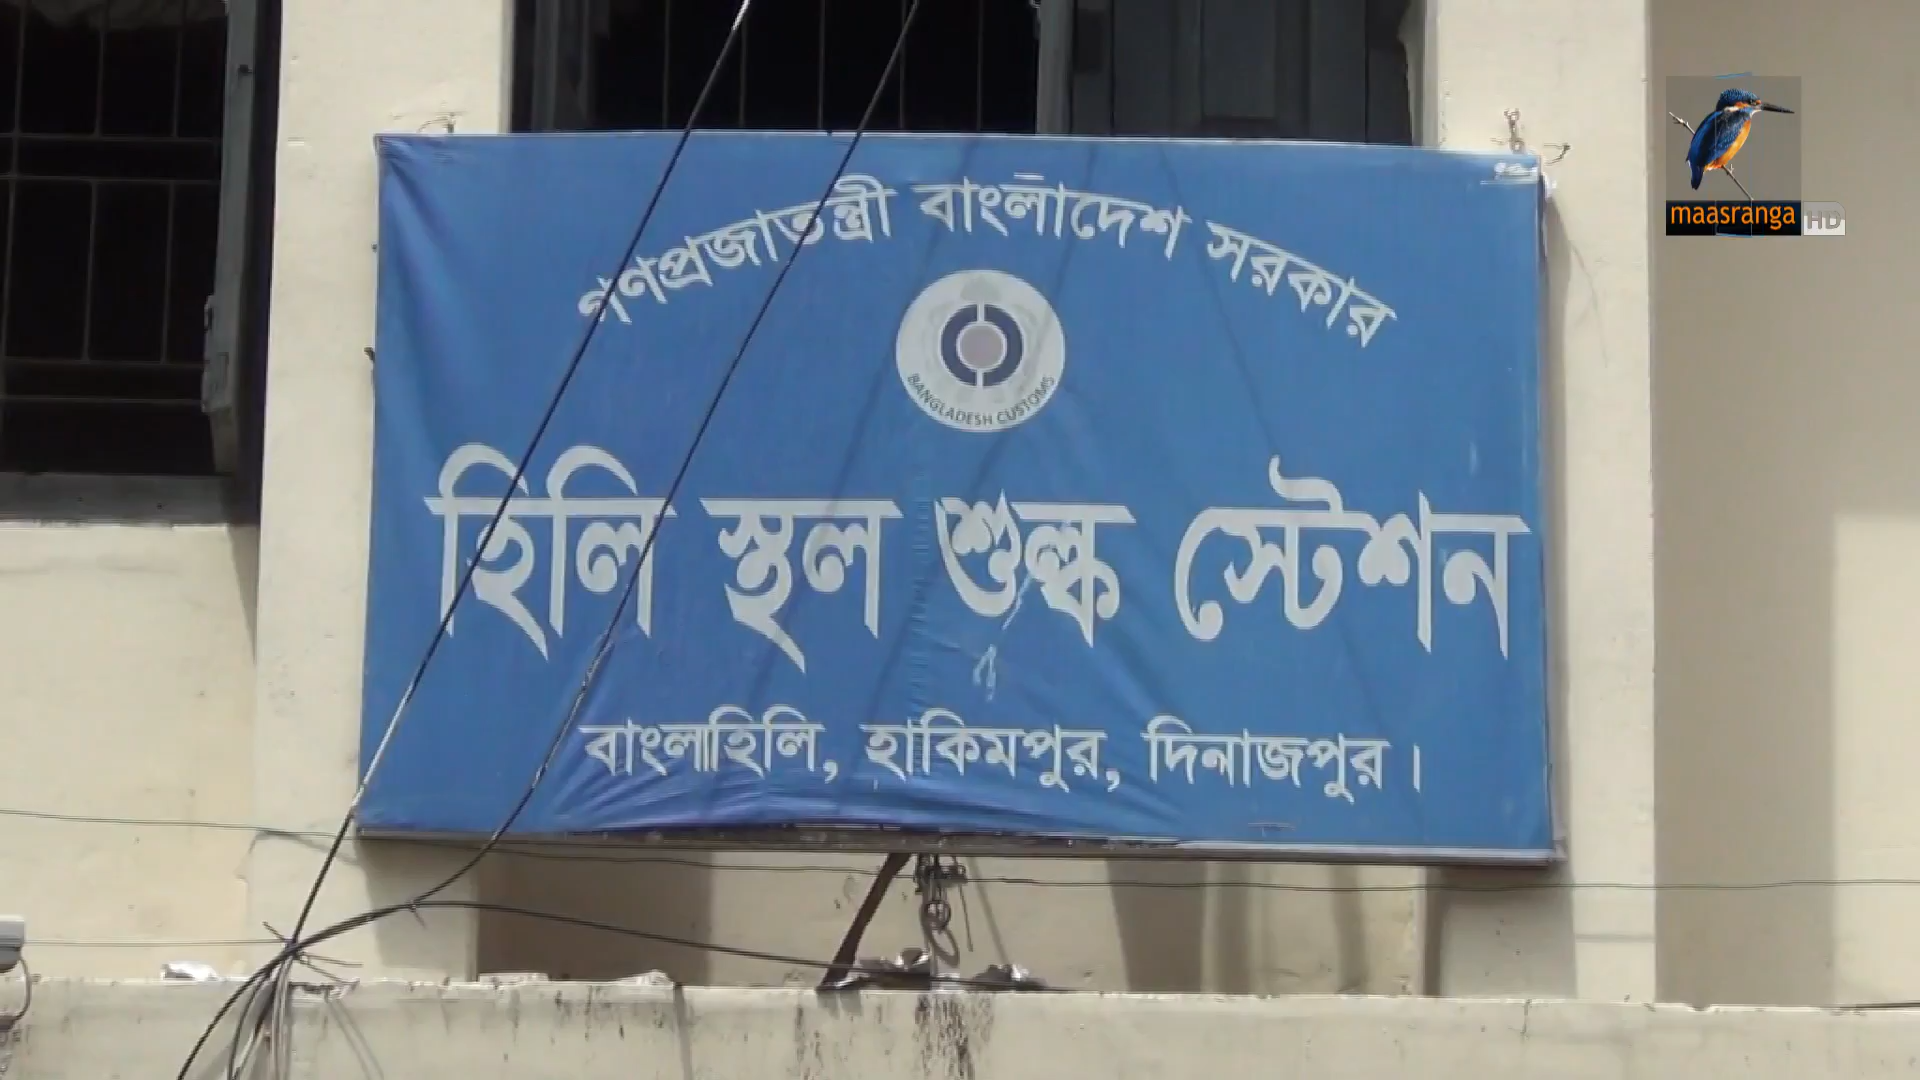 গণপ্রজাতন্ত্রী বাংলাদেশ সরকার
BANGLADESH CUSTOMS
হিলি স্থল শুল্ক স্টেশন
বাংলাহিলি, হাকিমপুর, দিনাজপুর।
maasranga HD